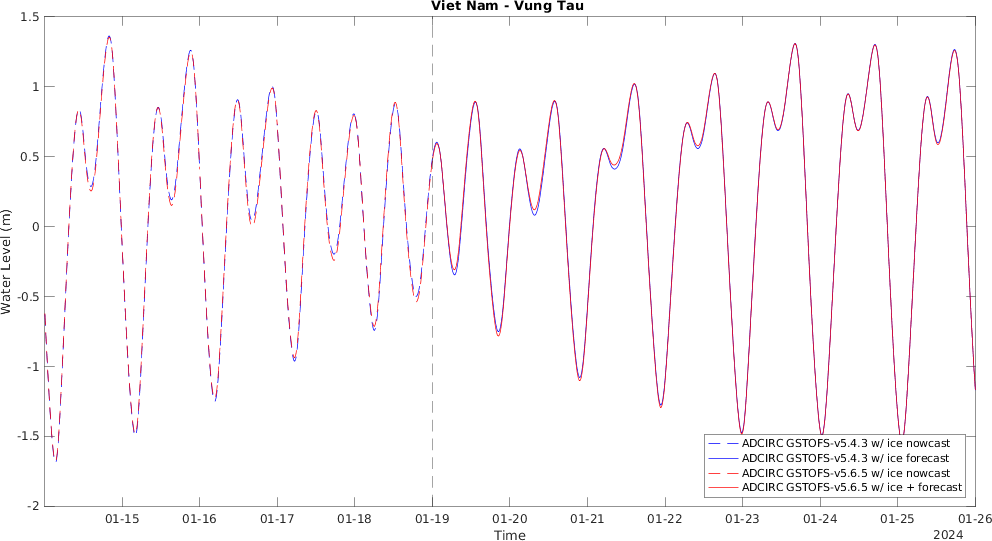 Viet Nam - Vung Tau
1.5
1
0.5
0
-0.5
-1
-1.5
-2
Water Level (m)
ADCIRC GSTOFS-v5.4.3 w/ ice nowcast
ADCIRC GSTOFS-v5.4.3 w/ ice forecast
ADCIRC GSTOFS-v5.6.5 w/ ice nowcast
ADCIRC GSTOFS-v5.6.5 w/ ice + forecast
01-15 01-16 01-17 01-18 01-19 01-20 01-21 01-22 01-23 01-24 01-25 01-26
Time
2024